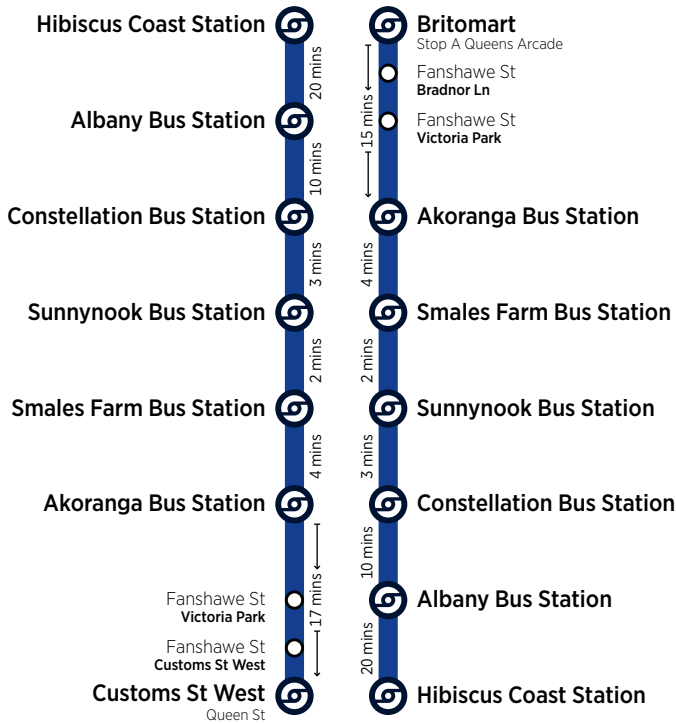 Hibiscus Coast Station
20 mins
Albany Bus Station
10 mins
Constellation Bus Station
3 mins
Sunnynook Bus Station
2 mins
Smales Farm Bus Station
4 mins
Akoranga Bus Station
17 mins
Fanshawe St
Victoria Park
Fanshawe St
Customs St West
Customs St West
Queen St
Britomart
Stop A Queens Arcade
Fanshawe St
Bradnor Ln
15 mins
Fanshawe St
Victoria Park
Akoranga Bus Station
4 mins
Smales Farm Bus Station
2 mins
Sunnynook Bus Station
3 mins
Constellation Bus Station
10 mins
Albany Bus Station
20 mins
Hibiscus Coast Station